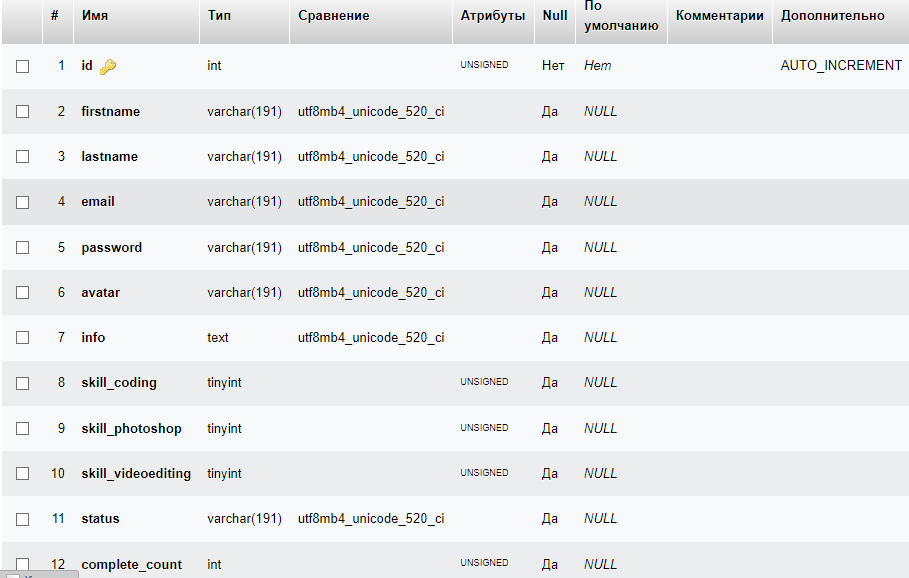 # Имя Тип Сравнение Атрибуты Null По умолчанию Комментарии Дополнительно
1 id int UNSIGNED Нет Нет AUTO_INCREMENT
2 firstname varchar(191) utf8mb4_unicode_520_ci Да NULL
3 lastname varchar(191) utf8mb4_unicode_520_ci Да NULL
4 email varchar(191) utf8mb4_unicode_520_ci Да NULL
5 password varchar(191) utf8mb4_unicode_520_ci Да NULL
6 avatar varchar(191) utf8mb4_unicode_520_ci Да NULL
7 info text utf8mb4_unicode_520_ci Да NULL
8 skill_coding tinyint UNSIGNED Да NULL
9 skill_photoshop tinyint UNSIGNED Да NULL
10 skill_videoediting tinyint UNSIGNED Да NULL
11 status varchar(191) utf8mb4_unicode_520_ci Да NULL
12 complete_count int UNSIGNED Да NULL